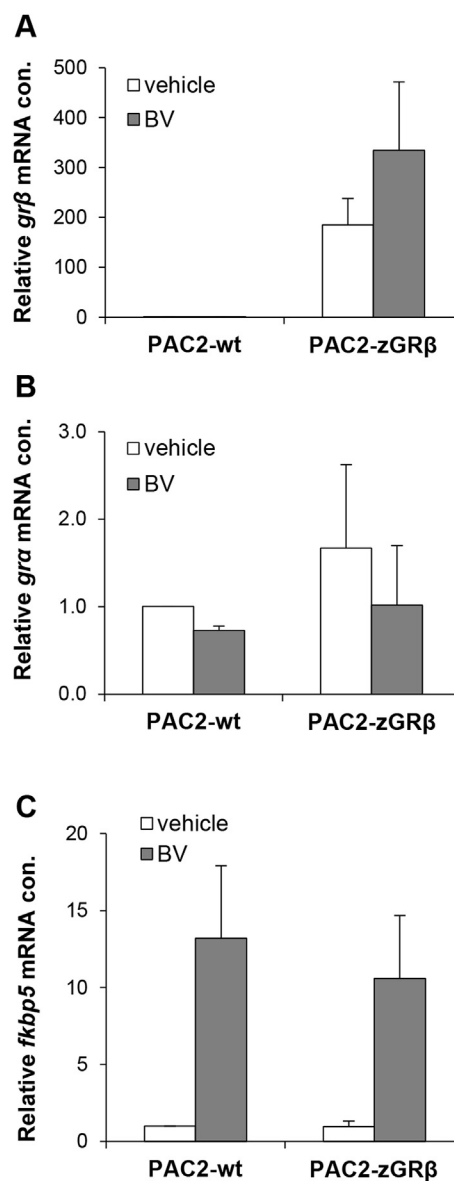 A
Relative grβ mRNA con.
500
400
300
200
100
0
vehicle
BV
PAC2-wt PAC2-zGRβ
B
Relative grα mRNA con.
3.0
2.0
1.0
0.0
vehicle
BV
PAC2-wt PAC2-zGRβ
C
Relative fkbp5 mRNA con.
20
15
10
5
0
vehicle
BV
PAC2-wt PAC2-zGRβ